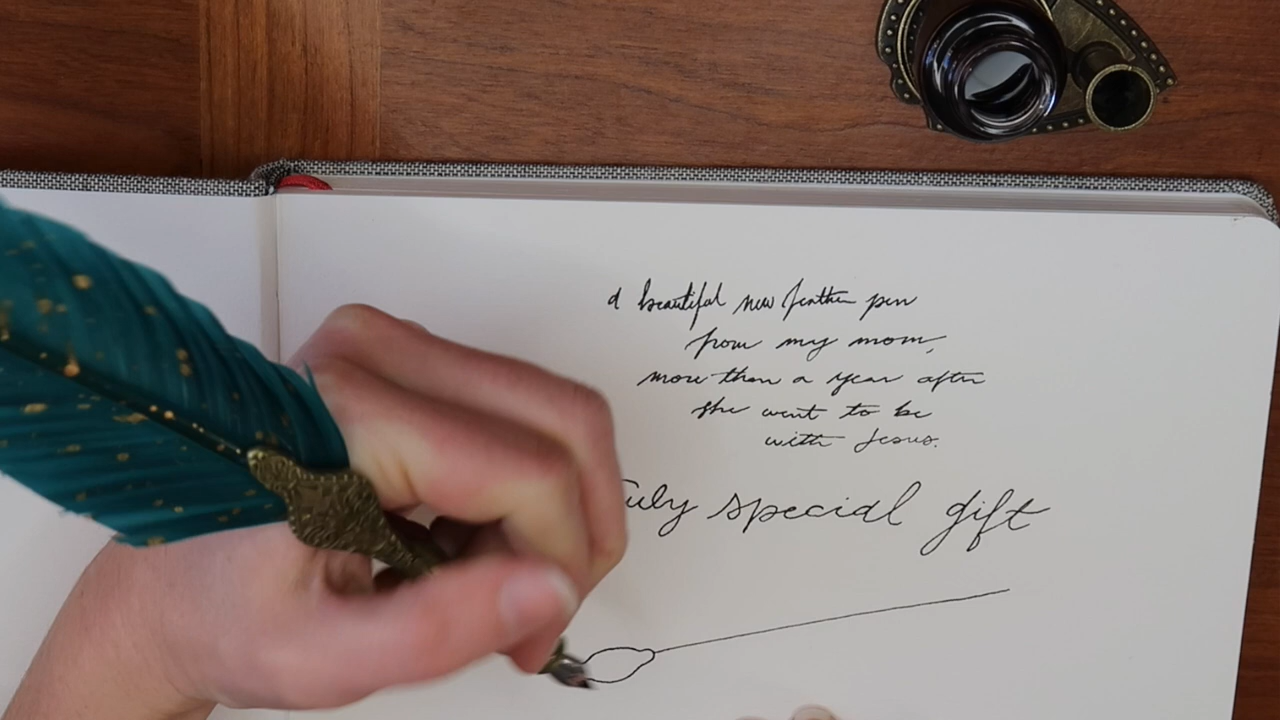 a beautiful new feather pen
from my mom,
more than a year after
she went to be
with Jesus.
special gift